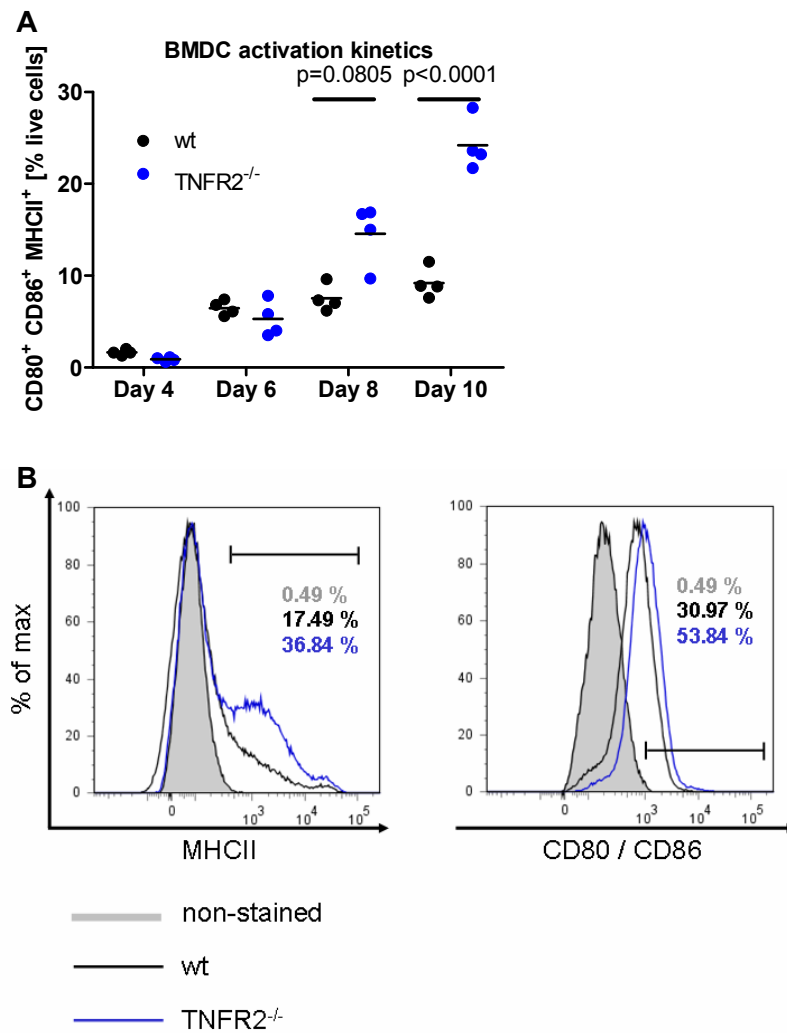 A
BMDC activation kinetics
p=0.0805 p<0.0001
CD80⁺ CD86⁺ MHCII⁺ [% live cells]
30
20
10
0
wt
TNFR2⁻/⁻
Day 4 Day 6 Day 8 Day 10
B
% of max
100
80
60
40
20
0
0.49 %
17.49 %
36.84 %
0 10³ 10⁴ 10⁵
MHCII
100
80
60
40
20
0
0.49 %
30.97 %
53.84 %
0 10³ 10⁴ 10⁵
CD80 / CD86
non-stained
wt
TNFR2⁻/⁻